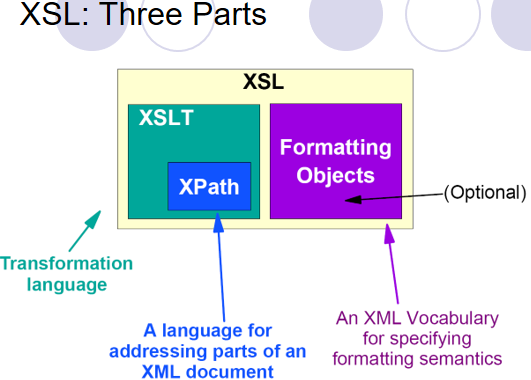 XSL: Three Parts
XSL
XSLT
XPath
Formatting
Objects
(Optional)
Transformation
language
A language for
addressing parts of an
XML document
An XML Vocabulary
for specifying
formatting semantics